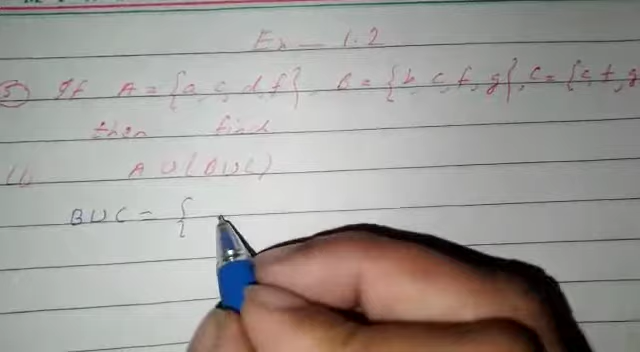 Ex - 1.2
5) If A = {a, c, d, f}, B = {b, c, f, g}, C = {c, f, g
then find
A ∪ (B ∪ C)
B ∪ C = {